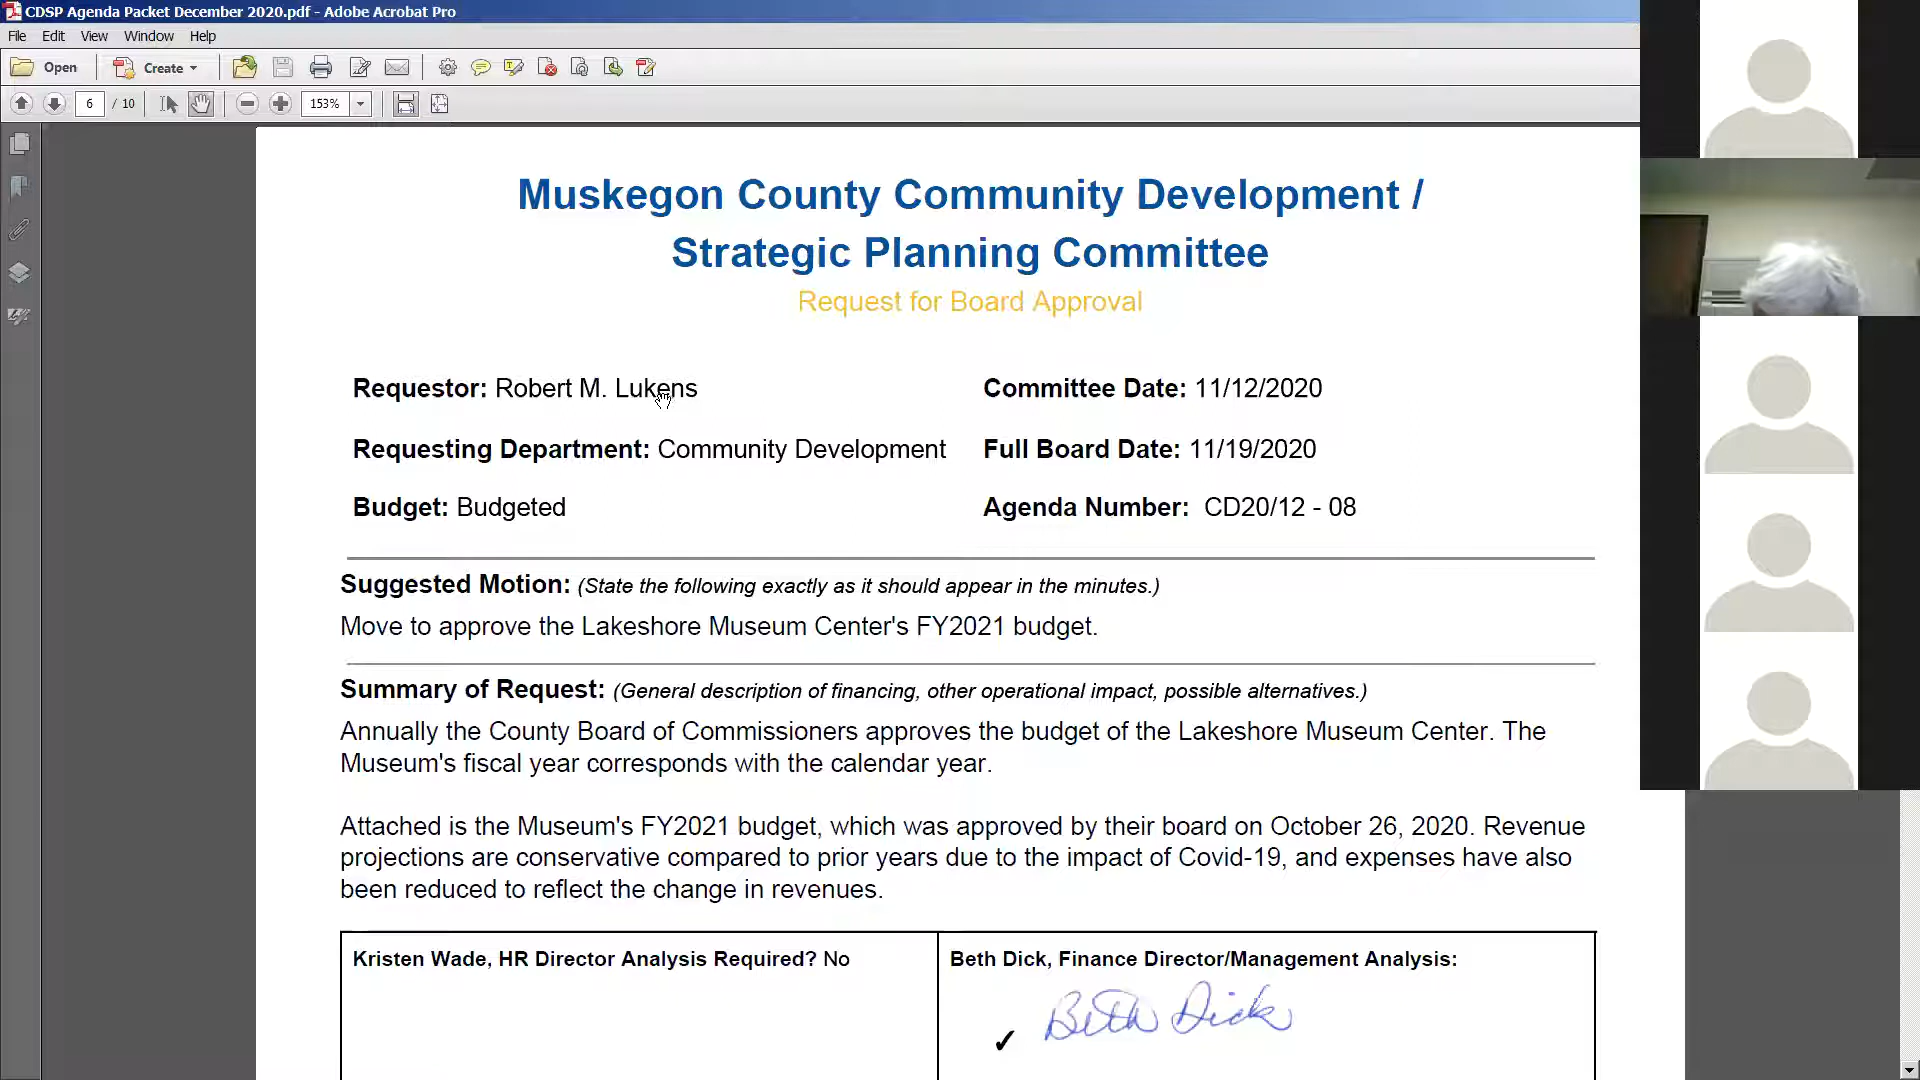 CDSP Agenda Packet December 2020.pdf - Adobe Acrobat Pro
File Edit View Window Help
Open Create
6 / 10 153%
Muskegon County Community Development /
Strategic Planning Committee
Request for Board Approval
Requestor: Robert M. Lukens Committee Date: 11/12/2020
Requesting Department: Community Development Full Board Date: 11/19/2020
Budget: Budgeted Agenda Number: CD20/12 - 08
Suggested Motion: (State the following exactly as it should appear in the minutes.)
Move to approve the Lakeshore Museum Center's FY2021 budget.
Summary of Request: (General description of financing, other operational impact, possible alternatives.)
Annually the County Board of Commissioners approves the budget of the Lakeshore Museum Center. The
Museum's fiscal year corresponds with the calendar year.
Attached is the Museum's FY2021 budget, which was approved by their board on October 26, 2020. Revenue
projections are conservative compared to prior years due to the impact of Covid-19, and expenses have also
been reduced to reflect the change in revenues.
Kristen Wade, HR Director Analysis Required? No
Beth Dick, Finance Director/Management Analysis:
✓ Beth Dick